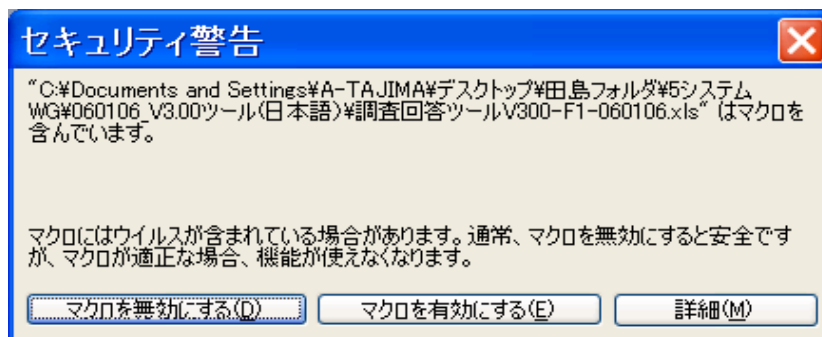 セキュリティ警告
"C:¥Documents and Settings¥A-TAJIMA¥デスクトップ¥田島フォルダ¥5システム
WG¥060106_V3.00ツール(日本語)¥調査回答ツールV300-F1-060106.xls" はマクロを
含んでいます。
マクロにはウイルスが含まれている場合があります。通常、マクロを無効にすると安全です
が、マクロが適正な場合、機能が使えなくなります。
マクロを無効にする(D) マクロを有効にする(E) 詳細(M)